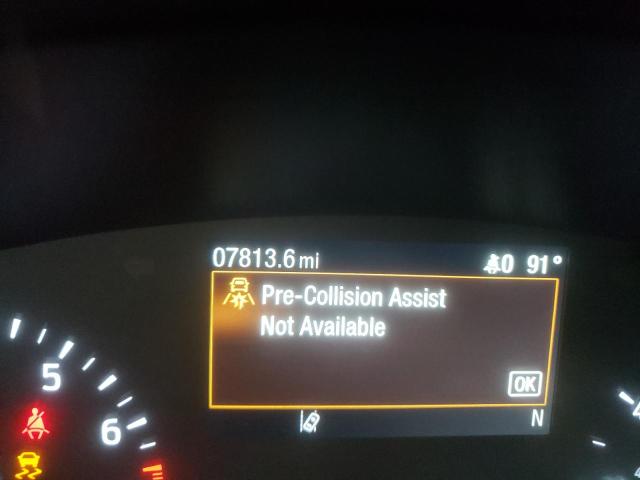 07813.6 mi
0 91°
Pre-Collision Assist
Not Available
OK
5
6
N